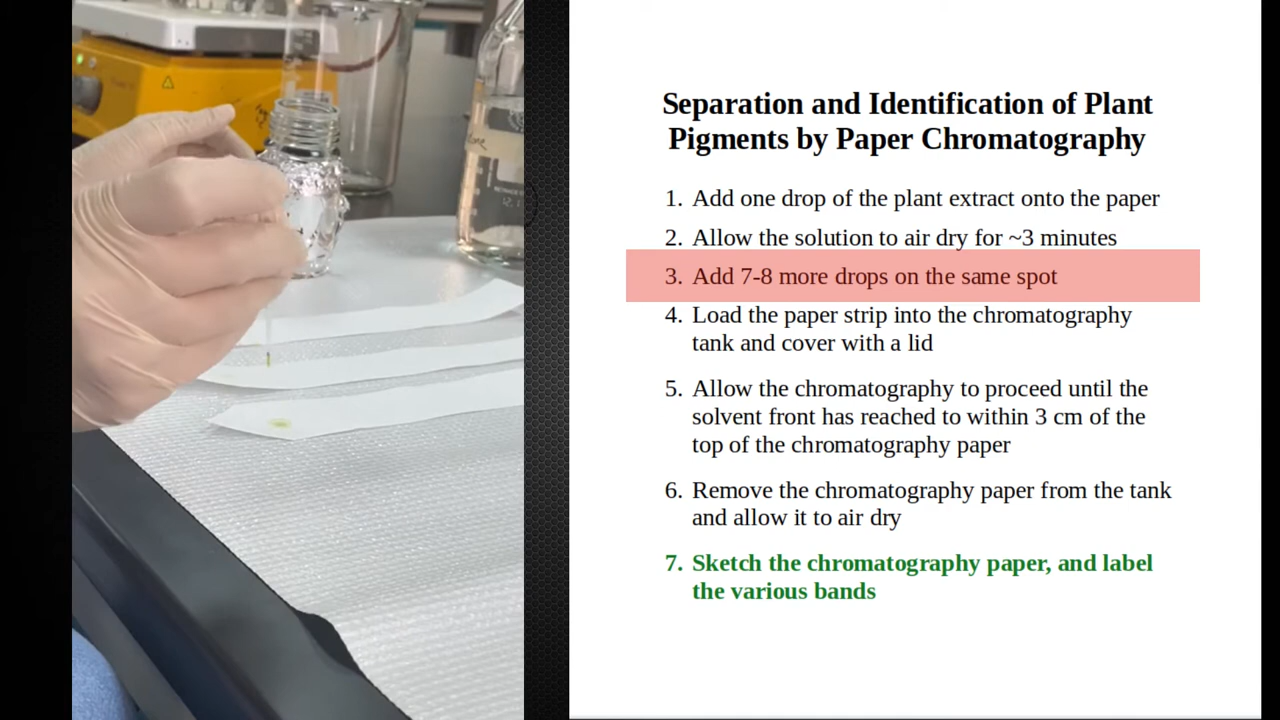 Separation and Identification of Plant
Pigments by Paper Chromatography
1. Add one drop of the plant extract onto the paper
2. Allow the solution to air dry for ~3 minutes
3. Add 7-8 more drops on the same spot
4. Load the paper strip into the chromatography
tank and cover with a lid
5. Allow the chromatography to proceed until the
solvent front has reached to within 3 cm of the
top of the chromatography paper
6. Remove the chromatography paper from the tank
and allow it to air dry
7. Sketch the chromatography paper, and label
the various bands